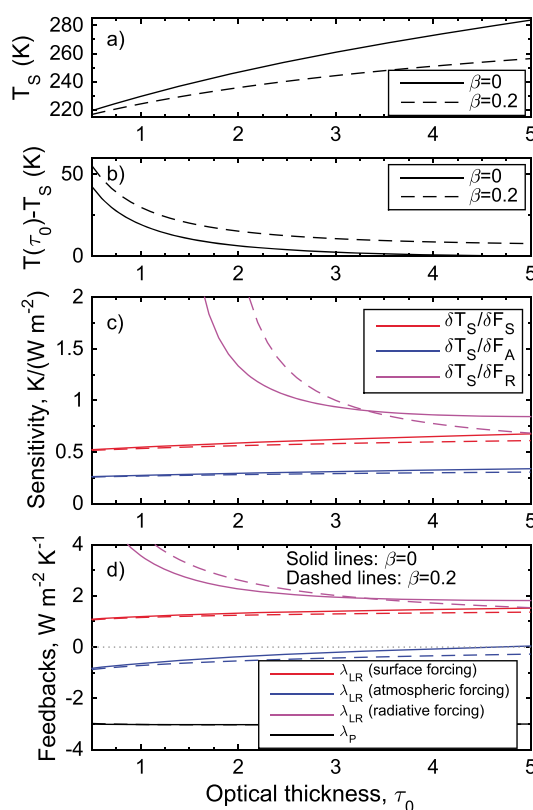 280
260
240
220
T_S (K)
a)
β=0
β=0.2
1 2 3 4 5
50
0
T(τ_0)-T_S (K)
b)
β=0
β=0.2
1 2 3 4 5
2
1.5
1
0.5
0
Sensitivity, K/(W m^-2)
c)
δT_S/δF_S
δT_S/δF_A
δT_S/δF_R
1 2 3 4 5
4
2
0
-2
-4
Feedbacks, W m^-2 K^-1
d)
Solid lines: β=0
Dashed lines: β=0.2
λ_LR (surface forcing)
λ_LR (atmospheric forcing)
λ_LR (radiative forcing)
λ_P
1 2 3 4 5
Optical thickness, τ_0